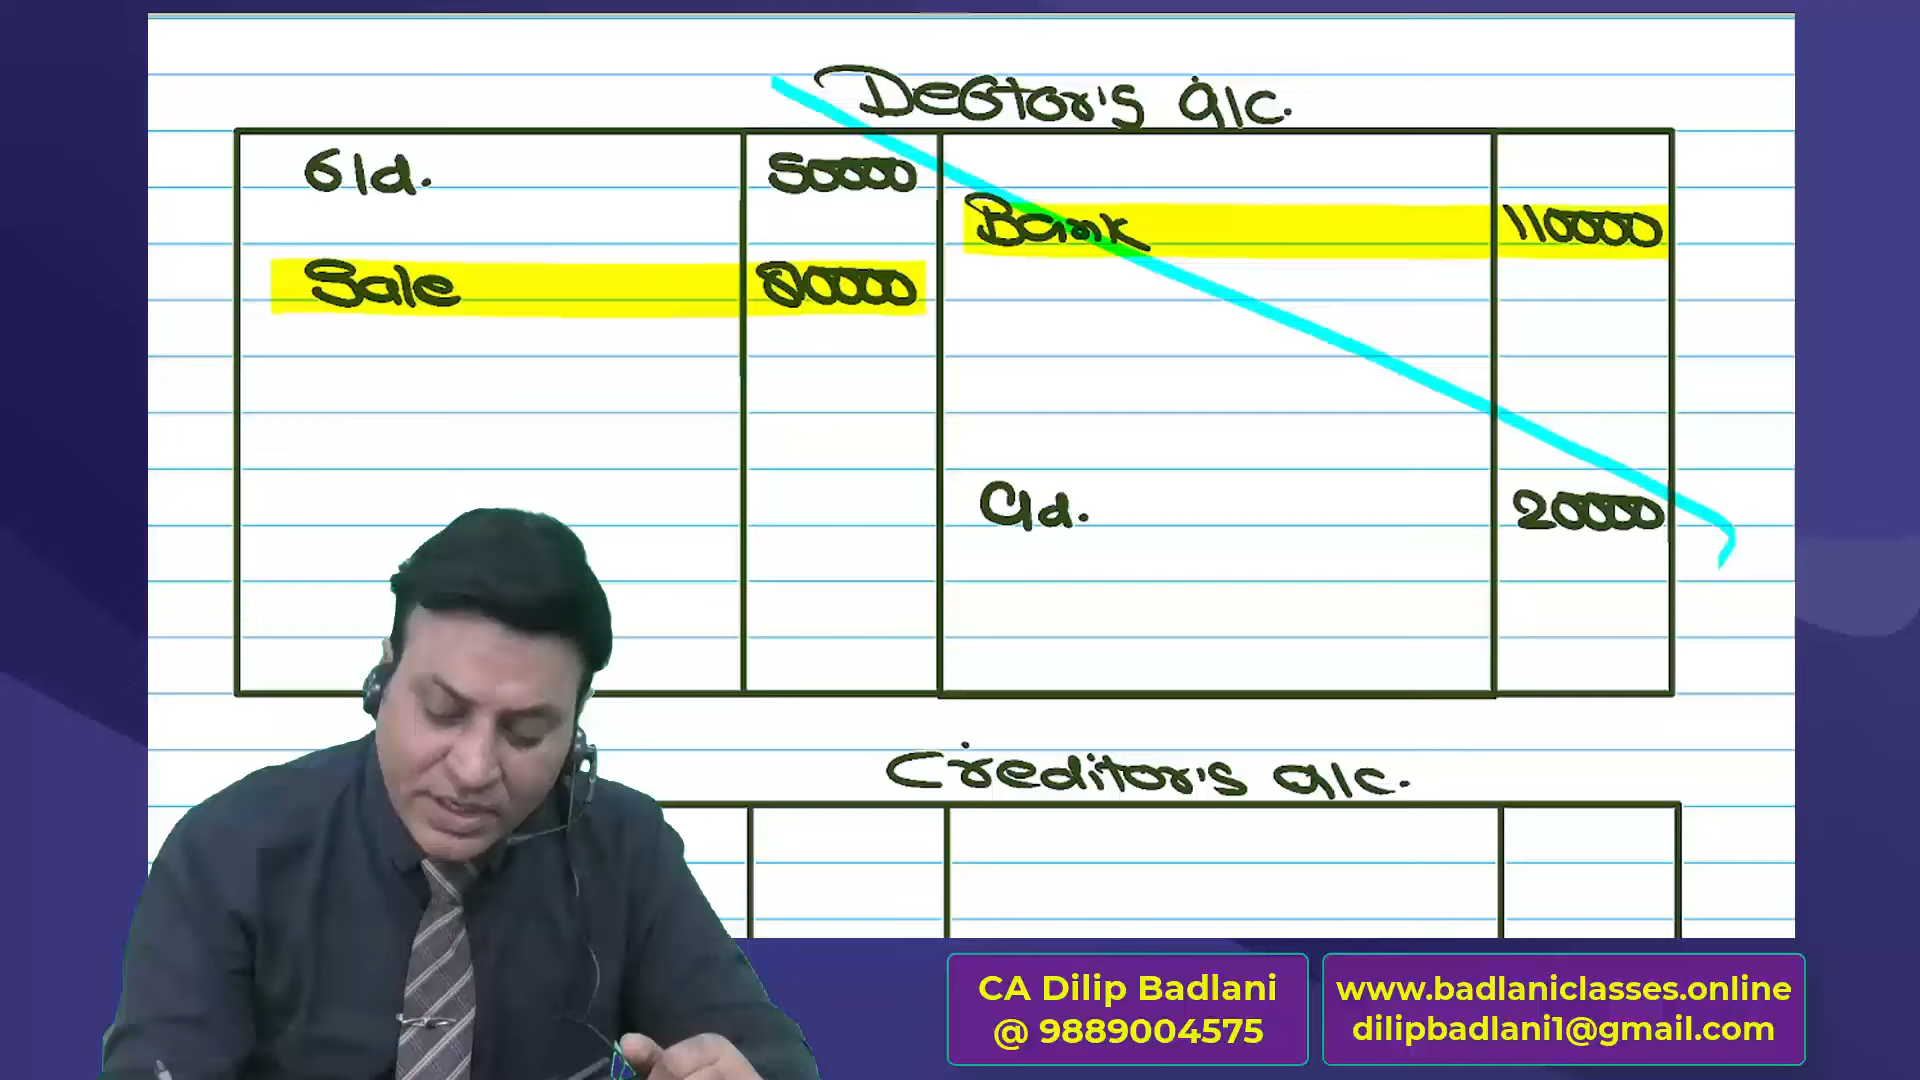 Debtor's a/c.
b/d. 50000
Bank 110000
Sale 80000
C/d. 20000
Creditor's a/c.
CA Dilip Badlani
@ 9889004575
www.badlaniclasses.online
dilipbadlani1@gmail.com